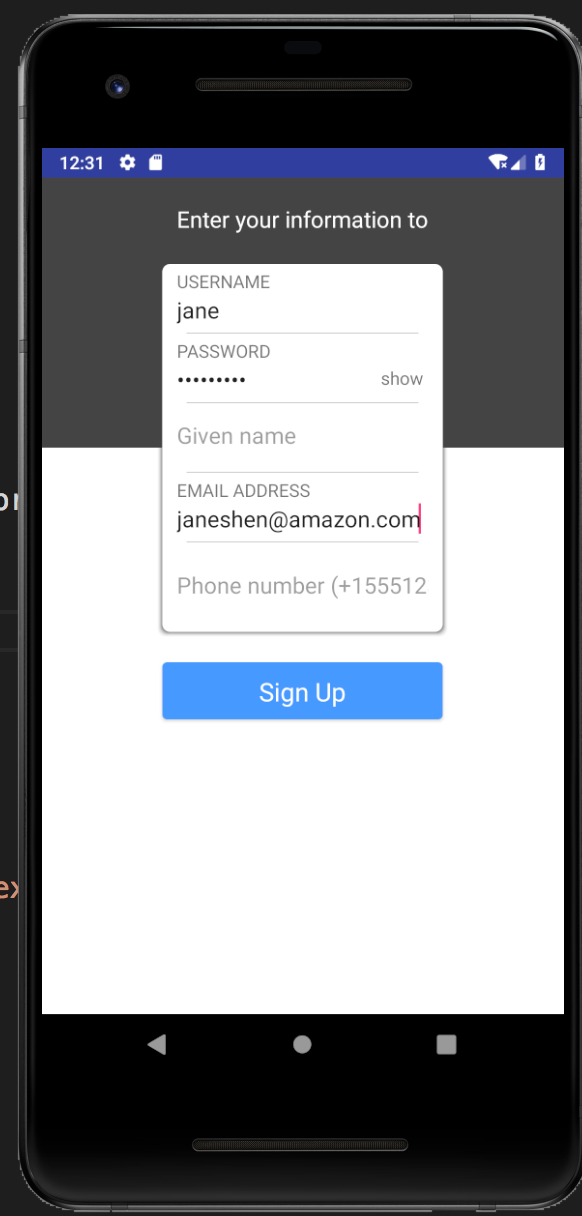 12:31
Enter your information to
USERNAME
jane
PASSWORD
•••••••••
show
Given name
EMAIL ADDRESS
janeshen@amazon.com
Phone number (+155512
Sign Up